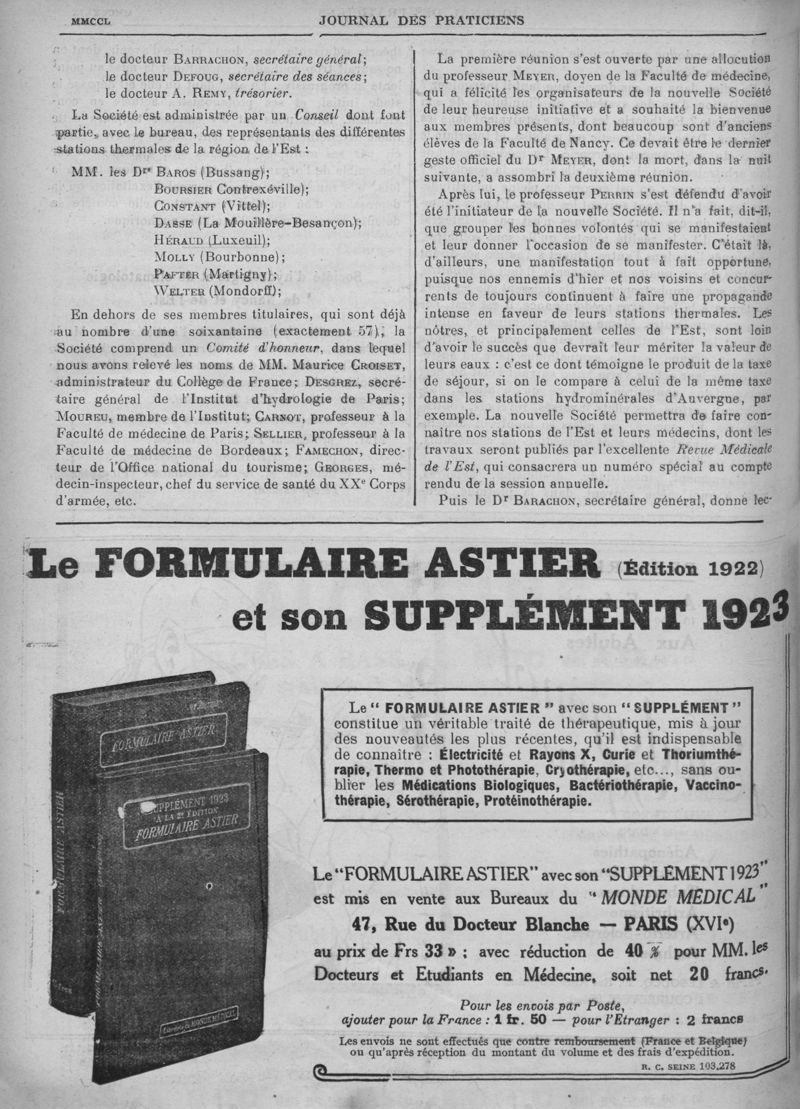 MMCCL
JOURNAL DES PRATICIENS
le docteur BARRACHON, secrétaire général;
le docteur DEFOUG, secrétaire des séances;
le docteur A. REMY, trésorier.
La Société est administrée par un Conseil dont font
partie, avec le bureau, des représentants des différentes
stations thermales de la région de l'Est :
MM. les Drs BAROS (Bussang);
BOURSIER Contrexéville);
CONSTANT (Vittel);
DASSE (La Mouillère-Besançon);
HÉRAUD (Luxeuil);
MOLLY (Bourbonne);
PAFTER (Martigny);
WELTER (Mondorff);
En dehors de ses membres titulaires, qui sont déjà
au nombre d'une soixantaine (exactement 57), la
Société comprend un Comité d'honneur, dans lequel
nous avons relevé les noms de MM. Maurice CROISET,
administrateur du Collège de France; DESGREZ, secré-
taire général de l'Institut d'hydrologie de Paris;
MOUREU, membre de l'Institut; CARNOT, professeur à la
Faculté de médecine de Paris; SELLIER, professeur à la
Faculté de médecine de Bordeaux; FAMECHON, direc-
teur de l'Office national du tourisme; GEORGES, mé-
decin-inspecteur, chef du service de santé du XXe Corps
d'armée, etc.
La première réunion s'est ouverte par une allocution
du professeur MEYER, doyen de la Faculté de médecine,
qui a félicité les organisateurs de la nouvelle Société
de leur heureuse initiative et a souhaité la bienvenue
aux membres présents, dont beaucoup sont d'anciens
élèves de la Faculté de Nancy. Ce devait être le dernier
geste officiel du Dr MEYER, dont la mort, dans la nuit
suivante, a assombri la deuxième réunion.
Après lui, le professeur PERRIN s'est défendu d'avoir
été l'initiateur de la nouvelle Société. Il n'a fait, dit-il,
que grouper les bonnes volontés qui se manifestaient
et leur donner l'occasion de se manifester. C'était là,
d'ailleurs, une manifestation tout à fait opportune,
puisque nos ennemis d'hier et nos voisins et concur-
rents de toujours continuent à faire une propagande
intense en faveur de leurs stations thermales. Les
nôtres, et principalement celles de l'Est, sont loin
d'avoir le succès que devrait leur mériter la valeur de
leurs eaux : c'est ce dont témoigne le produit de la taxe
de séjour, si on le compare à celui de la même taxe
dans les stations hydrominérales d'Auvergne, par
exemple. La nouvelle Société permettra de faire con-
naitre nos stations de l'Est et leurs médecins, dont les
travaux seront publiés par l'excellente Revue Médicale
de l'Est, qui consacrera un numéro spécial au compte
rendu de la session annuelle.
Puis le Dr BARACHON, secrétaire général, donne lec-
Le FORMULAIRE ASTIER (Édition 1922)
et son SUPPLÉMENT 1923
FORMULAIRE ASTIER
FORMULAIRE ASTIER
SUPPLÉMENT 1923
A LA 2e EDITION
FORMULAIRE ASTIER
Librairie du MONDE MÉDICAL
Le " FORMULAIRE ASTIER " avec son " SUPPLÉMENT "
constitue un véritable traité de thérapeutique, mis à jour
des nouveautés les plus récentes, qu'il est indispensable
de connaître : Électricité et Rayons X, Curie et Thoriumthé-
rapie, Thermo et Photothérapie, Cryothérapie, etc..., sans ou-
blier les Médications Biologiques, Bactériothérapie, Vaccino-
thérapie, Sérothérapie, Protéinothérapie.
Le "FORMULAIRE ASTIER" avec son "SUPPLÉMENT 1923"
est mis en vente aux Bureaux du " MONDE MÉDICAL "
47, Rue du Docteur Blanche — PARIS (XVIe)
au prix de Frs 33 » ; avec réduction de 40 % pour MM. les
Docteurs et Etudiants en Médecine, soit net 20 francs.
Pour les envois par Poste,
ajouter pour la France : 1 fr. 50 — pour l'Etranger : 2 francs
Les envois ne sont effectués que contre remboursement (France et Belgique)
ou qu'après réception du montant du volume et des frais d'expédition.
R. C. SEINE 103,278